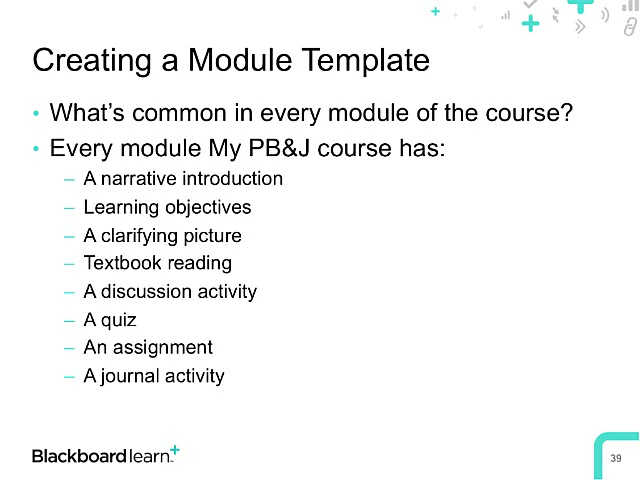 Creating a Module Template
• What's common in every module of the course?
• Every module My PB&J course has:
– A narrative introduction
– Learning objectives
– A clarifying picture
– Textbook reading
– A discussion activity
– A quiz
– An assignment
– A journal activity
Blackboard learn+
39